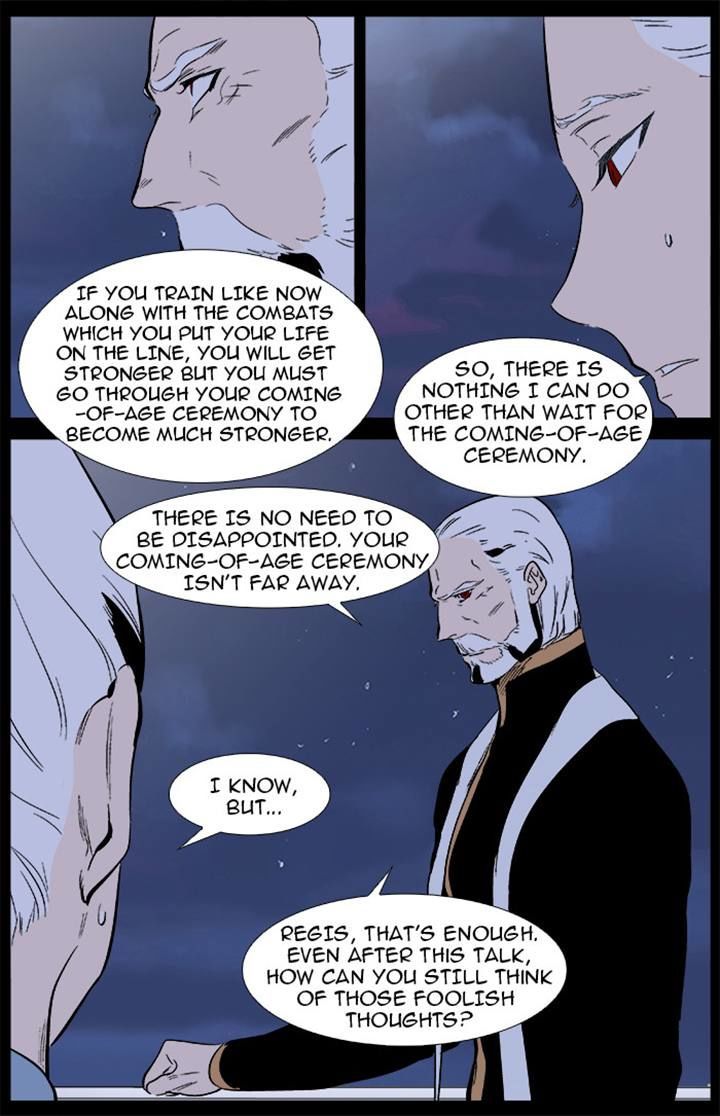 IF YOU TRAIN LIKE NOW
ALONG WITH THE COMBATS
WHICH YOU PUT YOUR LIFE
ON THE LINE, YOU WILL GET
STRONGER BUT YOU MUST
GO THROUGH YOUR COMING
-OF-AGE CEREMONY TO
BECOME MUCH STRONGER.
SO, THERE IS
NOTHING I CAN DO
OTHER THAN WAIT FOR
THE COMING-OF-AGE
CEREMONY.
THERE IS NO NEED TO
BE DISAPPOINTED. YOUR
COMING-OF-AGE CEREMONY
ISN'T FAR AWAY.
I KNOW,
BUT...
REGIS, THAT'S ENOUGH.
EVEN AFTER THIS TALK,
HOW CAN YOU STILL THINK
OF THOSE FOOLISH
THOUGHTS?